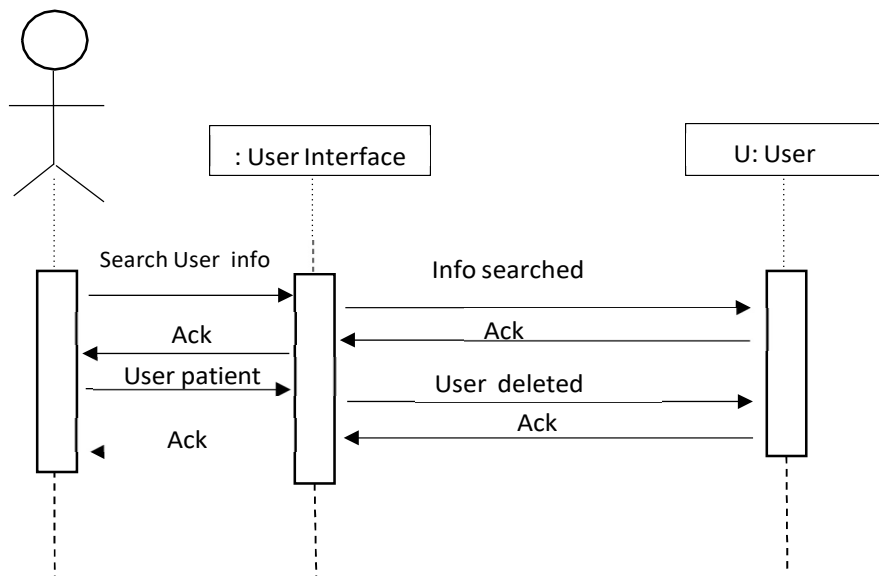 : User Interface
U: User
Search User info
Info searched
Ack
Ack
User patient
User deleted
Ack
Ack